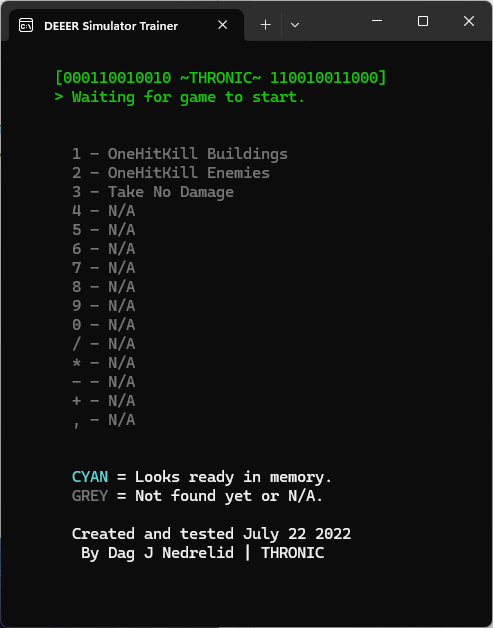 DEEER Simulator Trainer
[000110010010 ~THRONIC~ 110010011000]
> Waiting for game to start.
1 - OneHitKill Buildings
2 - OneHitKill Enemies
3 - Take No Damage
4 - N/A
5 - N/A
6 - N/A
7 - N/A
8 - N/A
9 - N/A
0 - N/A
/ - N/A
* - N/A
- - N/A
+ - N/A
, - N/A
CYAN = Looks ready in memory.
GREY = Not found yet or N/A.
Created and tested July 22 2022
By Dag J Nedrelid | THRONIC